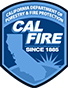 CALIFORNIA DEPARTMENT OF
FORESTRY & FIRE PROTECTION
CAL
FIRE
SINCE 1885